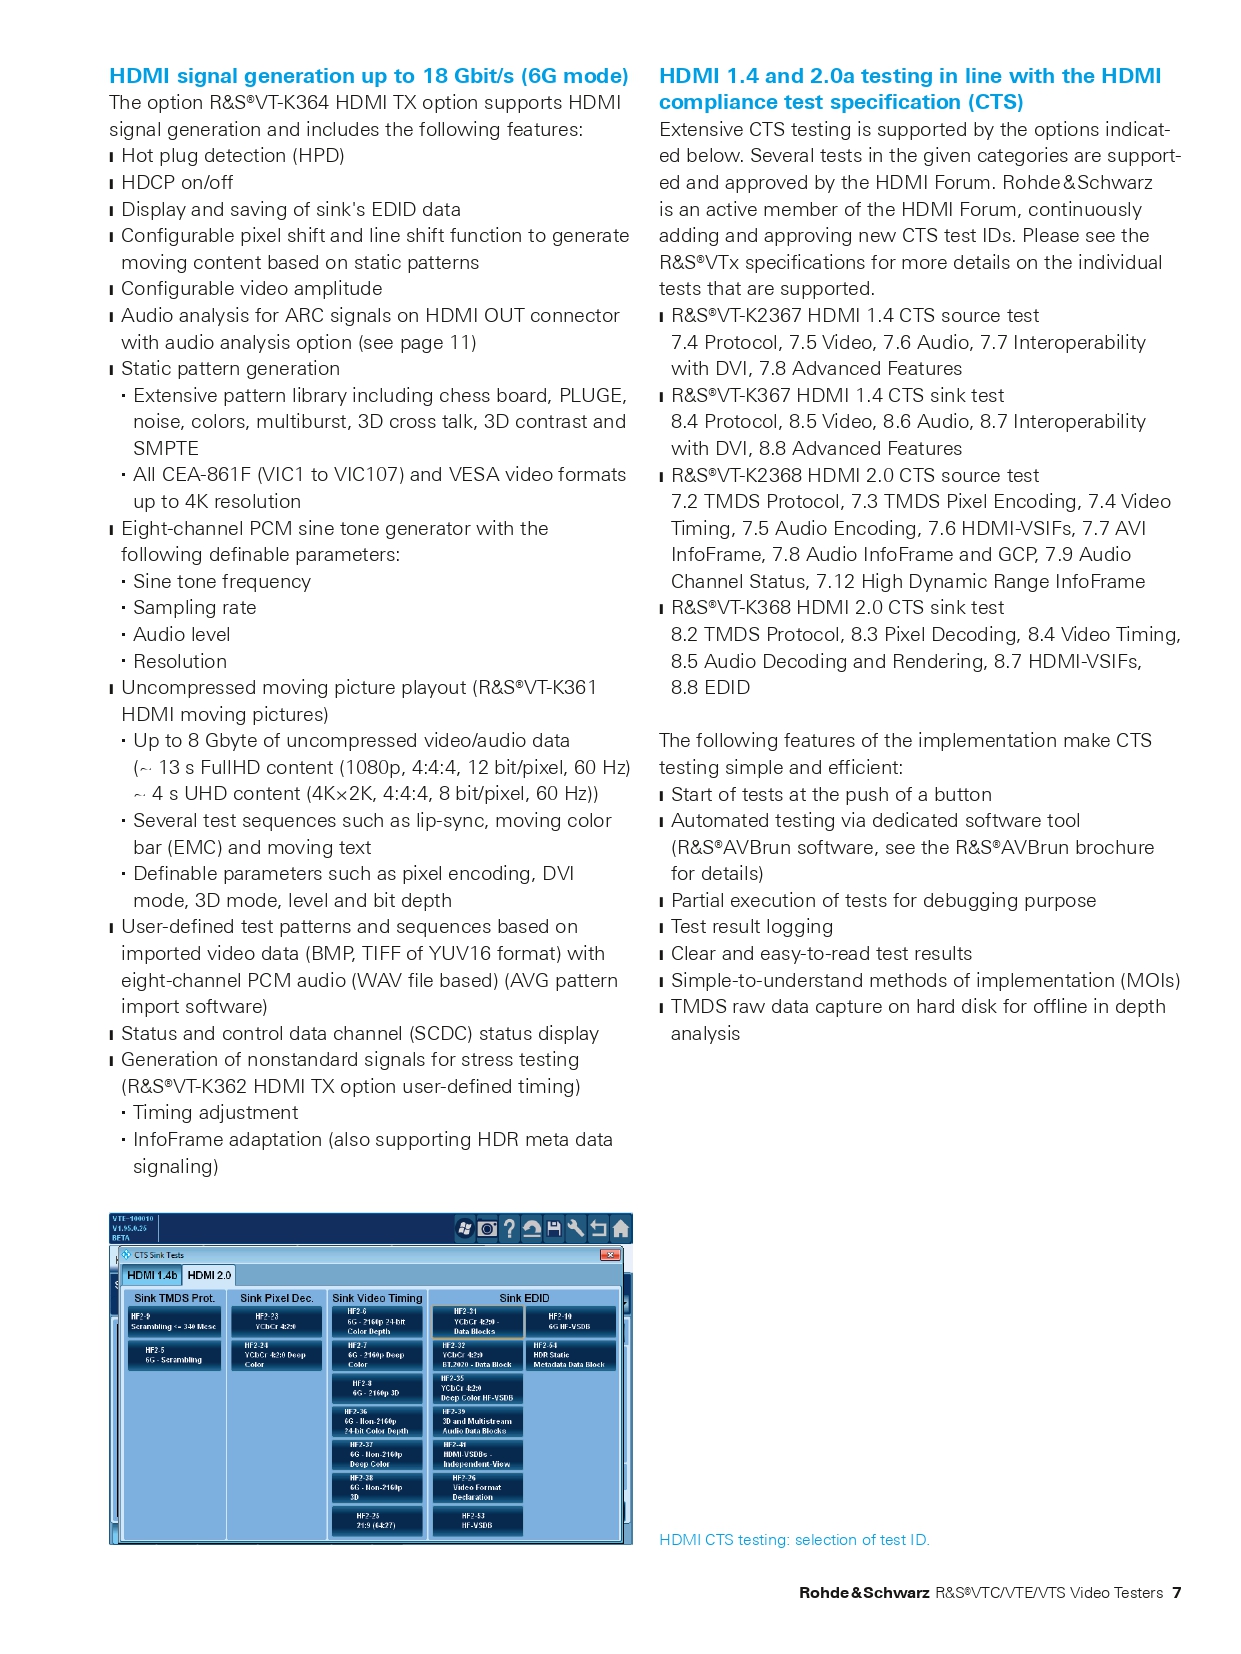 HDMI signal generation up to 18 Gbit/s (6G mode)
The option R&S®VT-K364 HDMI TX option supports HDMI
signal generation and includes the following features:
❙ Hot plug detection (HPD)
❙ HDCP on/off
❙ Display and saving of sink's EDID data
❙ Configurable pixel shift and line shift function to generate
moving content based on static patterns
❙ Configurable video amplitude
❙ Audio analysis for ARC signals on HDMI OUT connector
with audio analysis option (see page 11)
❙ Static pattern generation
· Extensive pattern library including chess board, PLUGE,
noise, colors, multiburst, 3D cross talk, 3D contrast and
SMPTE
· All CEA-861F (VIC1 to VIC107) and VESA video formats
up to 4K resolution
❙ Eight-channel PCM sine tone generator with the
following definable parameters:
· Sine tone frequency
· Sampling rate
· Audio level
· Resolution
❙ Uncompressed moving picture playout (R&S®VT-K361
HDMI moving pictures)
· Up to 8 Gbyte of uncompressed video/audio data
(~ 13 s FullHD content (1080p, 4:4:4, 12 bit/pixel, 60 Hz)
~ 4 s UHD content (4K×2K, 4:4:4, 8 bit/pixel, 60 Hz))
· Several test sequences such as lip-sync, moving color
bar (EMC) and moving text
· Definable parameters such as pixel encoding, DVI
mode, 3D mode, level and bit depth
❙ User-defined test patterns and sequences based on
imported video data (BMP, TIFF of YUV16 format) with
eight-channel PCM audio (WAV file based) (AVG pattern
import software)
❙ Status and control data channel (SCDC) status display
❙ Generation of nonstandard signals for stress testing
(R&S®VT-K362 HDMI TX option user-defined timing)
· Timing adjustment
· InfoFrame adaptation (also supporting HDR meta data
signaling)
VTE-100010
V1.95.0.25
BETA
CTS Sink Tests
HDMI 1.4b HDMI 2.0
Sink TMDS Prot. Sink Pixel Dec. Sink Video Timing Sink EDID
HF2-9
Scrambling <= 340 Mcsc
HF2-5
6G - Scrambling
HF2-23
YCbCr 4:2:0
HF2-24
YCbCr 4:2:0 Deep
Color
HF2-6
6G - 2160p 24-bit
Color Depth
HF2-7
6G - 2160p Deep
Color
HF2-8
6G - 2160p 3D
HF2-36
6G - Non-2160p
24-bit Color Depth
HF2-37
6G - Non-2160p
Deep Color
HF2-38
6G - Non-2160p
3D
HF2-25
21:9 (64:27)
HF2-31
YCbCr 4:2:0 -
Data Blocks
HF2-32
YCbCr 4:2:0
BT.2020 - Data Block
HF2-35
YCbCr 4:2:0
Deep Color HF-VSDB
HF2-39
3D and Multistream
Audio Data Blocks
HF2-41
HDMI-VSDBs -
Independent-View
HF2-26
Video Format
Declaration
HF2-53
HF-VSDB
HF2-10
6G HF-VSDB
HF2-54
HDR Static
Metadata Data Block
HDMI 1.4 and 2.0a testing in line with the HDMI
compliance test specification (CTS)
Extensive CTS testing is supported by the options indicat-
ed below. Several tests in the given categories are support-
ed and approved by the HDMI Forum. Rohde & Schwarz
is an active member of the HDMI Forum, continuously
adding and approving new CTS test IDs. Please see the
R&S®VTx specifications for more details on the individual
tests that are supported.
❙ R&S®VT-K2367 HDMI 1.4 CTS source test
7.4 Protocol, 7.5 Video, 7.6 Audio, 7.7 Interoperability
with DVI, 7.8 Advanced Features
❙ R&S®VT-K367 HDMI 1.4 CTS sink test
8.4 Protocol, 8.5 Video, 8.6 Audio, 8.7 Interoperability
with DVI, 8.8 Advanced Features
❙ R&S®VT-K2368 HDMI 2.0 CTS source test
7.2 TMDS Protocol, 7.3 TMDS Pixel Encoding, 7.4 Video
Timing, 7.5 Audio Encoding, 7.6 HDMI-VSIFs, 7.7 AVI
InfoFrame, 7.8 Audio InfoFrame and GCP, 7.9 Audio
Channel Status, 7.12 High Dynamic Range InfoFrame
❙ R&S®VT-K368 HDMI 2.0 CTS sink test
8.2 TMDS Protocol, 8.3 Pixel Decoding, 8.4 Video Timing,
8.5 Audio Decoding and Rendering, 8.7 HDMI-VSIFs,
8.8 EDID
The following features of the implementation make CTS
testing simple and efficient:
❙ Start of tests at the push of a button
❙ Automated testing via dedicated software tool
(R&S®AVBrun software, see the R&S®AVBrun brochure
for details)
❙ Partial execution of tests for debugging purpose
❙ Test result logging
❙ Clear and easy-to-read test results
❙ Simple-to-understand methods of implementation (MOIs)
❙ TMDS raw data capture on hard disk for offline in depth
analysis
HDMI CTS testing: selection of test ID.
Rohde & Schwarz R&S®VTC/VTE/VTS Video Testers 7